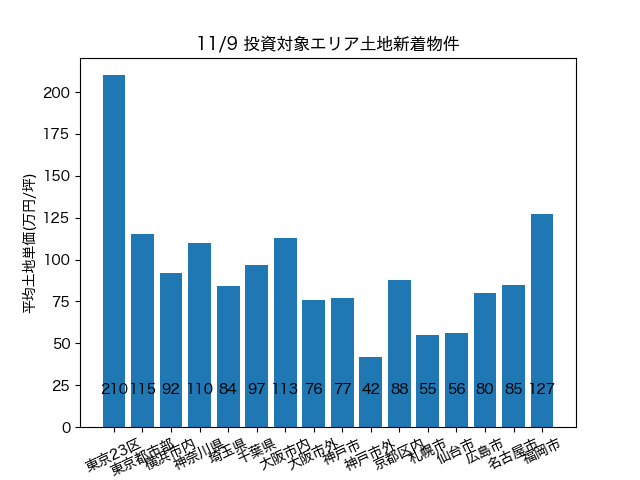 11/9 投資対象エリア土地新着物件
平均土地単価(万円/坪)
200
175
150
125
100
75
50
25
0
210 115 92 110 84 97 113 76 77 42 88 55 56 80 85 127
東京23区
東京都市部
横浜市内
神奈川県
埼玉県
千葉県
大阪市内
大阪市外
神戸市
神戸市外
京都区内
札幌市
仙台市
広島市
名古屋市
福岡市